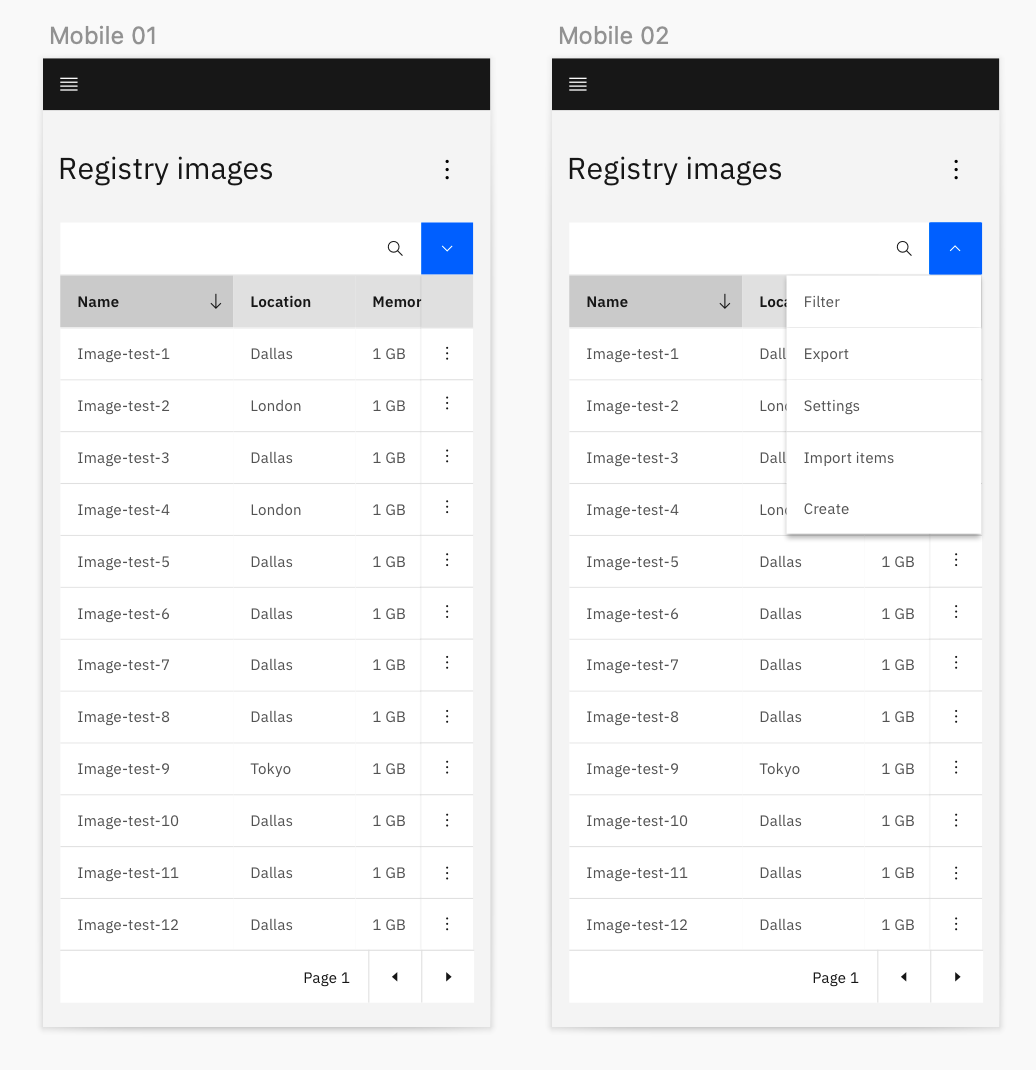 Mobile 01
Registry images
Name Location Memor
Image-test-1 Dallas 1 GB
Image-test-2 London 1 GB
Image-test-3 Dallas 1 GB
Image-test-4 London 1 GB
Image-test-5 Dallas 1 GB
Image-test-6 Dallas 1 GB
Image-test-7 Dallas 1 GB
Image-test-8 Dallas 1 GB
Image-test-9 Tokyo 1 GB
Image-test-10 Dallas 1 GB
Image-test-11 Dallas 1 GB
Image-test-12 Dallas 1 GB
Page 1
Mobile 02
Registry images
Name Loca Filter
Image-test-1 Dall Export
Image-test-2 Lon Settings
Image-test-3 Dall Import items
Image-test-4 Lon Create
Image-test-5 Dallas 1 GB
Image-test-6 Dallas 1 GB
Image-test-7 Dallas 1 GB
Image-test-8 Dallas 1 GB
Image-test-9 Tokyo 1 GB
Image-test-10 Dallas 1 GB
Image-test-11 Dallas 1 GB
Image-test-12 Dallas 1 GB
Page 1